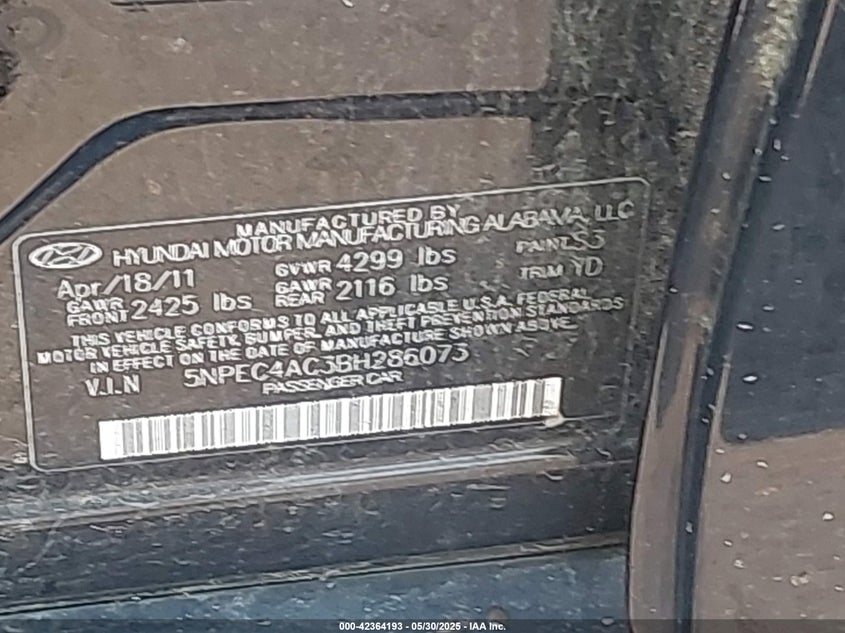 MANUFACTURED BY
HYUNDAI MOTOR MANUFACTURING ALABAMA, LLC
Apr/18/11 GVWR 4299 lbs PAINT S3
GAWR FRONT 2425 lbs GAWR REAR 2116 lbs TRIM YD
THIS VEHICLE CONFORMS TO ALL APPLICABLE U.S.A. FEDERAL
MOTOR VEHICLE SAFETY, BUMPER, AND THEFT PREVENTION STANDARDS
IN EFFECT ON THE DATE OF MANUFACTURE SHOWN ABOVE.
V.I.N 5NPEC4AC3BH286073
PASSENGER CAR
000-42364193 - 05/30/2025 - IAA Inc.